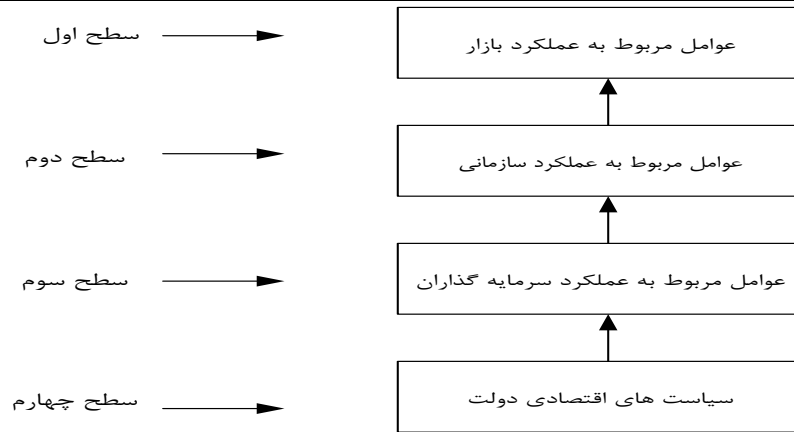 سطح اول
عوامل مربوط به عملکرد بازار
سطح دوم
عوامل مربوط به عملکرد سازمانی
سطح سوم
عوامل مربوط به عملکرد سرمایه گذاران
سطح چهارم
سیاست های اقتصادی دولت